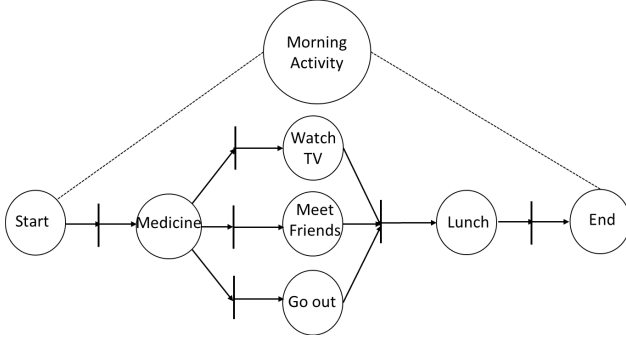 Morning
Activity
Watch
TV
Start
Medicine
Meet
Friends
Lunch
End
Go out